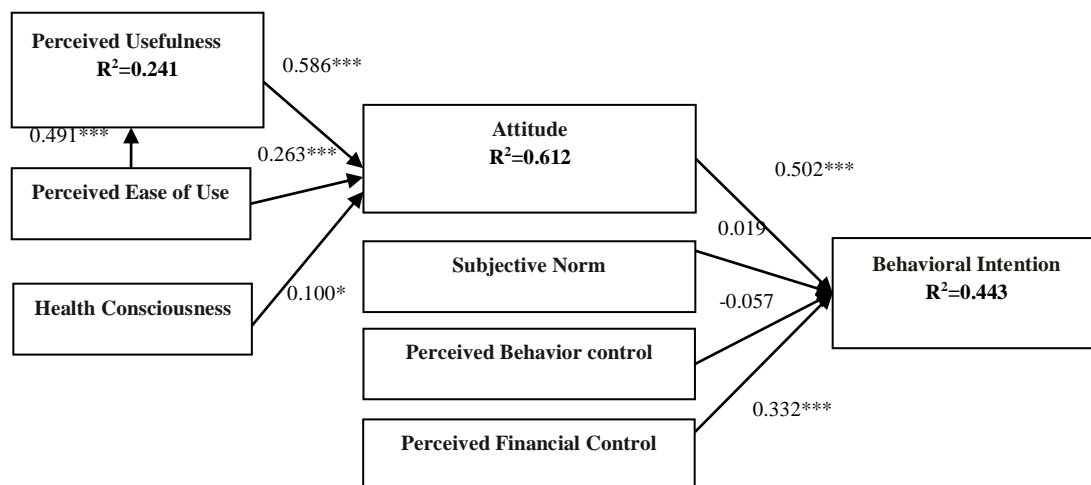 Perceived Usefulness
R²=0.241
0.586***
0.491***
Attitude
R²=0.612
0.263***
Perceived Ease of Use
0.502***
0.019
Subjective Norm
Behavioral Intention
R²=0.443
Health Consciousness
0.100*
-0.057
Perceived Behavior control
0.332***
Perceived Financial Control